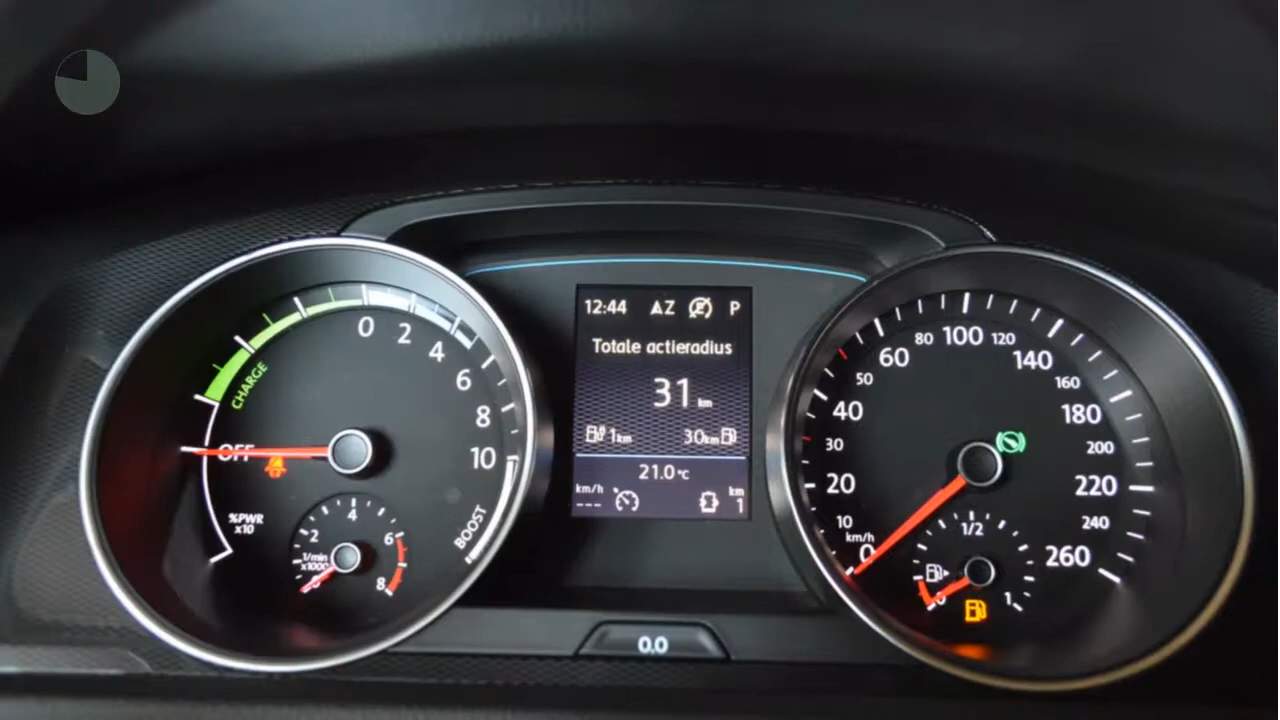 12:44 AZ E P
Totale actieradius
31 km
1km 30km
21.0 °C
km/h km
--- 1
0 2 4 6 8 10
CHARGE
OFF
%PWR
x10
BOOST
2 4 6 8
1/min
x1000
0 10 20 30 40 50 60 80 100 120 140 160 180 200 220 240 260
km/h
0 1/2 1
0.0